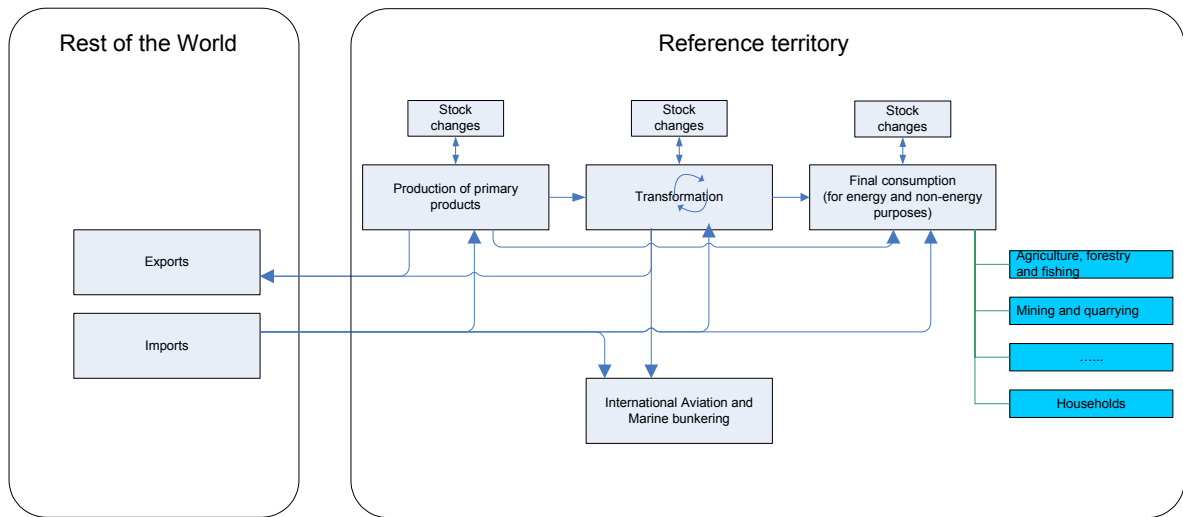 Rest of the World
Reference territory
Stock
changes
Stock
changes
Stock
changes
Production of primary
products
Transformation
Final consumption
(for energy and non-energy
purposes)
Exports
Imports
Agriculture, forestry
and fishing
Mining and quarrying
…...
Households
International Aviation and
Marine bunkering